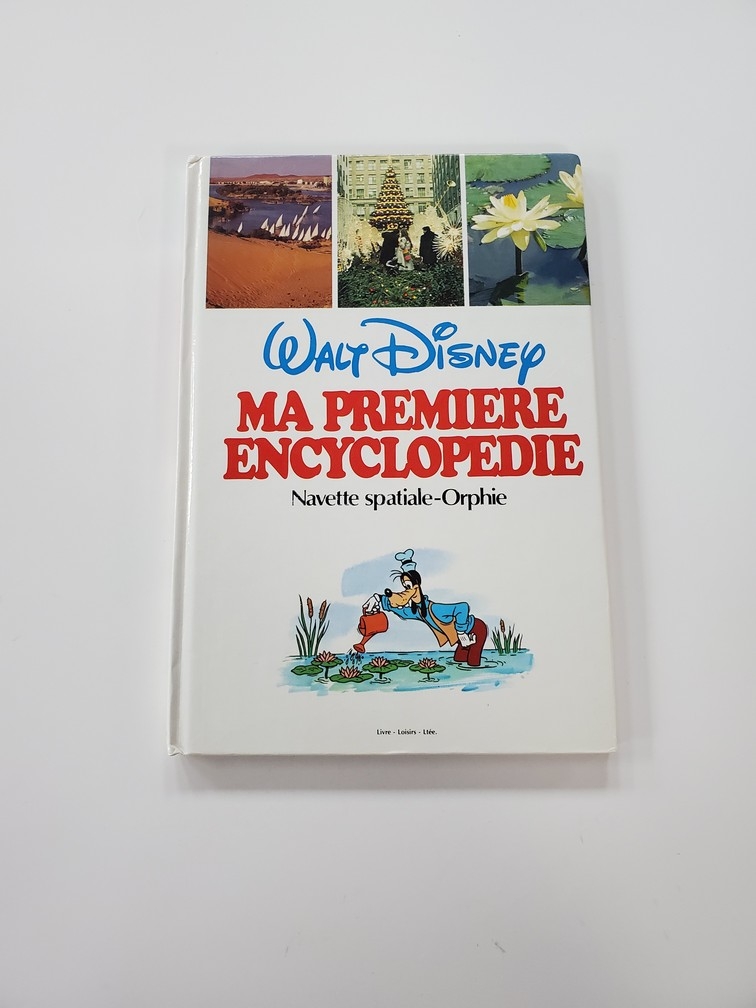 Walt Disney
MA PREMIERE
ENCYCLOPEDIE
Navette spatiale-Orphie
Livre - Loisirs - Ltée.